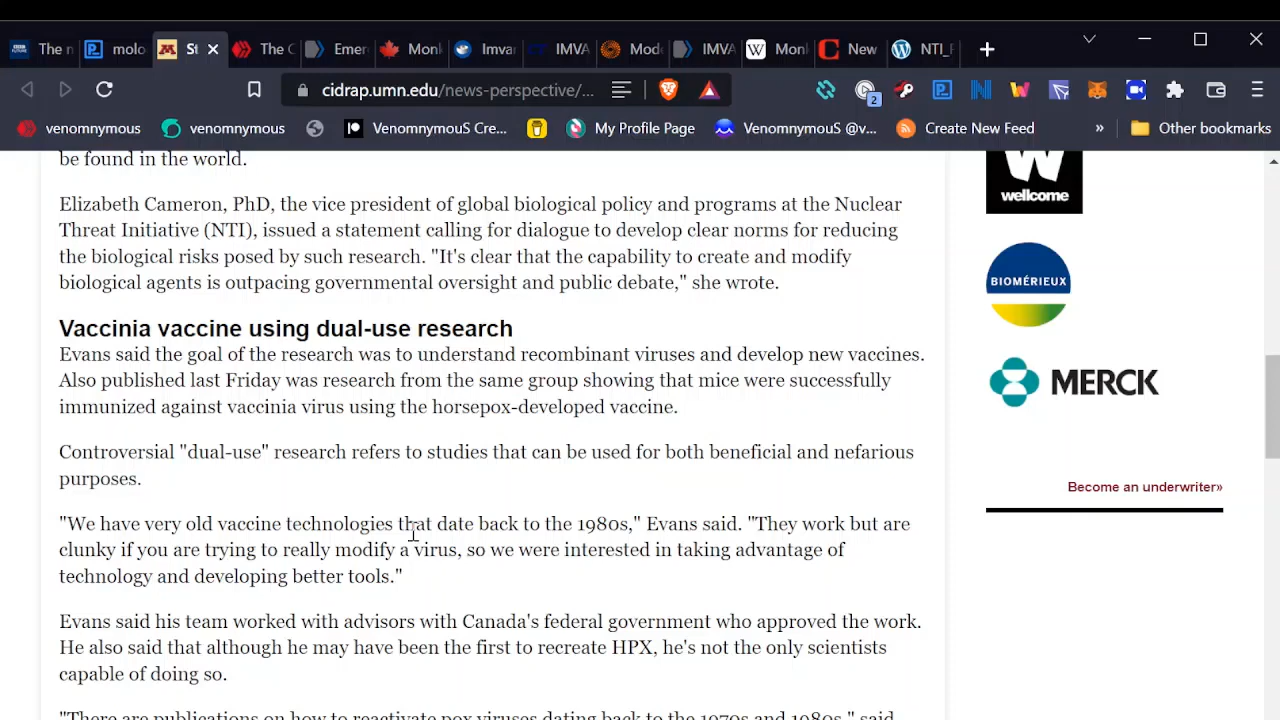 The n
molo
St
The C
Emer
Monk
Imvar
IMVA
Mode
IMVA
Monk
New
NTI_F
cidrap.umn.edu/news-perspective/...
2
venomnymous
venomnymous
VenomnymouS Cre...
My Profile Page
VenomnymouS @v...
Create New Feed
»
Other bookmarks
be found in the world.
Elizabeth Cameron, PhD, the vice president of global biological policy and programs at the Nuclear
Threat Initiative (NTI), issued a statement calling for dialogue to develop clear norms for reducing
the biological risks posed by such research. "It's clear that the capability to create and modify
biological agents is outpacing governmental oversight and public debate," she wrote.
Vaccinia vaccine using dual-use research
Evans said the goal of the research was to understand recombinant viruses and develop new vaccines.
Also published last Friday was research from the same group showing that mice were successfully
immunized against vaccinia virus using the horsepox-developed vaccine.
Controversial "dual-use" research refers to studies that can be used for both beneficial and nefarious
purposes.
"We have very old vaccine technologies that date back to the 1980s," Evans said. "They work but are
clunky if you are trying to really modify a virus, so we were interested in taking advantage of
technology and developing better tools."
Evans said his team worked with advisors with Canada's federal government who approved the work.
He also said that although he may have been the first to recreate HPX, he's not the only scientists
capable of doing so.
"There are publications on how to reactivate pox viruses dating back to the 1970s and 1980s," said
wellcome
BIOMÉRIEUX
MERCK
Become an underwriter»